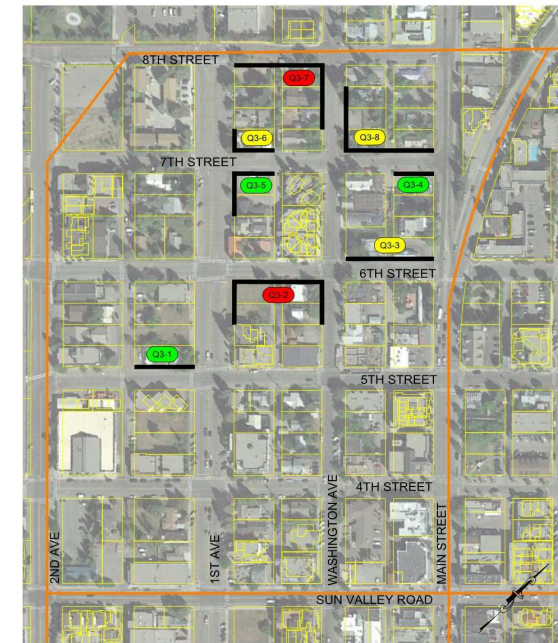 8TH STREET
Q3-7
Q3-6
Q3-8
7TH STREET
Q3-5
Q3-4
Q3-3
6TH STREET
Q3-2
Q3-1
5TH STREET
4TH STREET
2ND AVE
1ST AVE
WASHINGTON AVE
MAIN STREET
SUN VALLEY ROAD